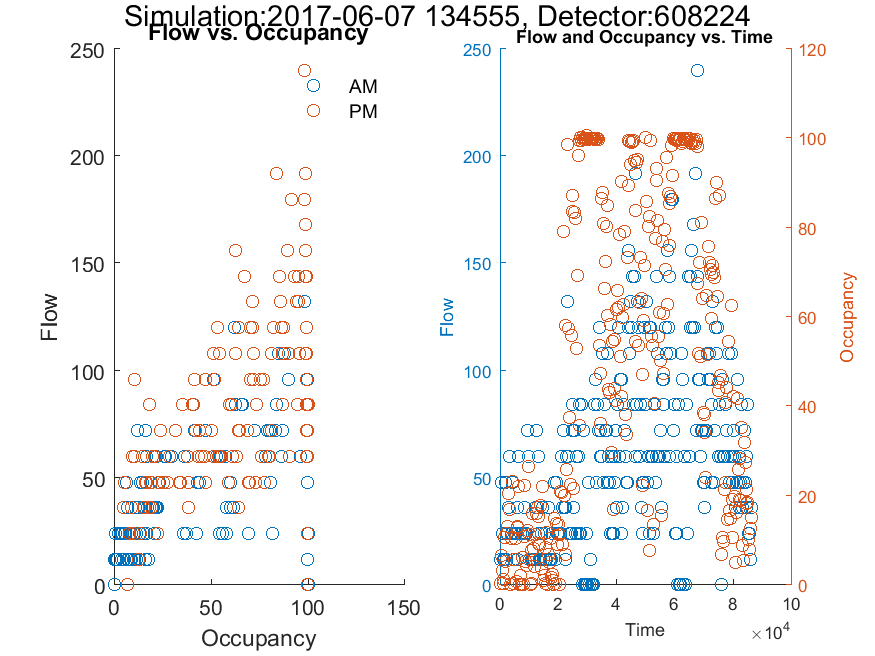 Simulation:2017-06-07 134555, Detector:608224
Flow vs. Occupancy
250
200
150
100
50
0
0 50 100 150
Flow
Occupancy
AM
PM
Flow and Occupancy vs. Time
250
200
150
100
50
0
Flow
120
100
80
60
40
20
0
Occupancy
0 2 4 6 8 10
Time
×10⁴